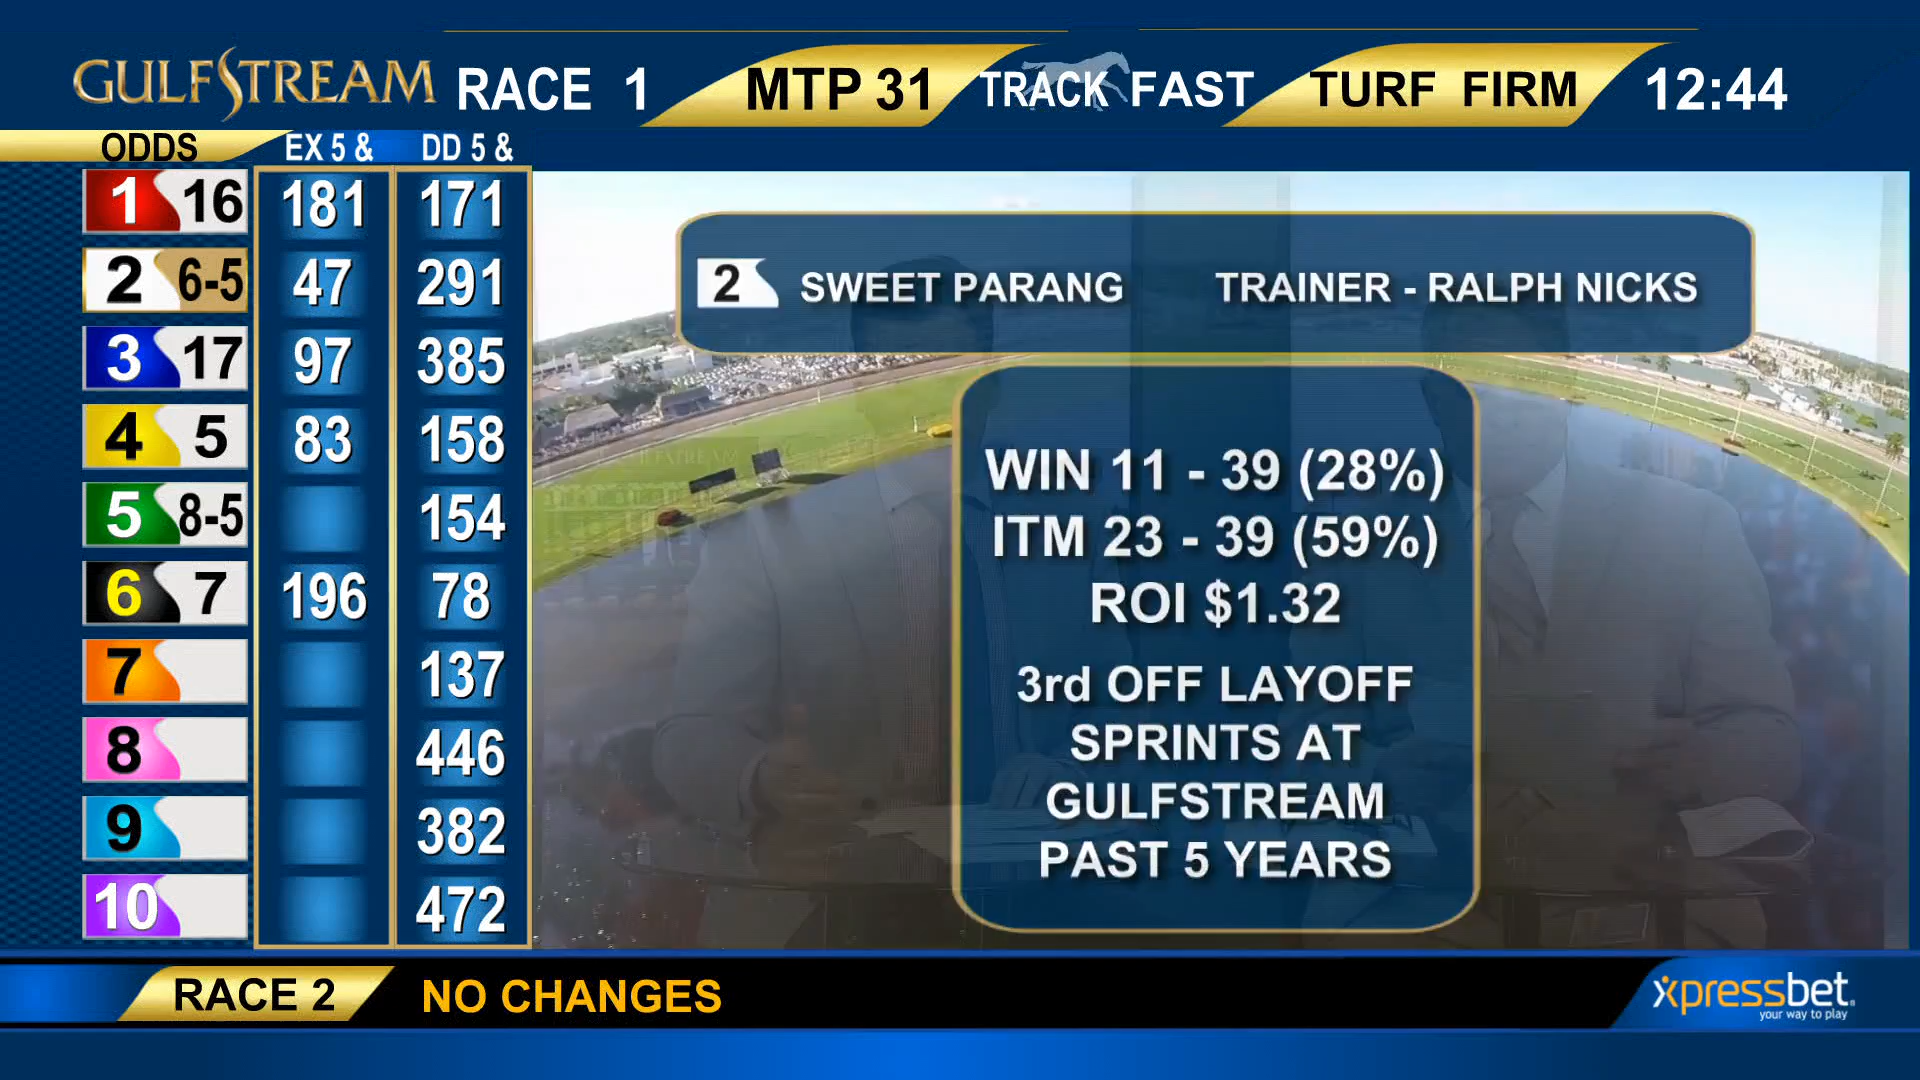 GULFSTREAM RACE 1 MTP 31 TRACK FAST TURF FIRM 12:44
ODDS EX 5 & DD 5 &
1 16 181 171
2 6-5 47 291
3 17 97 385
4 5 83 158
5 8-5 154
6 7 196 78
7 137
8 446
9 382
10 472
2 SWEET PARANG TRAINER - RALPH NICKS
WIN 11 - 39 (28%)
ITM 23 - 39 (59%)
ROI $1.32
3rd OFF LAYOFF
SPRINTS AT
GULFSTREAM
PAST 5 YEARS
RACE 2 NO CHANGES
xpressbet.
your way to play